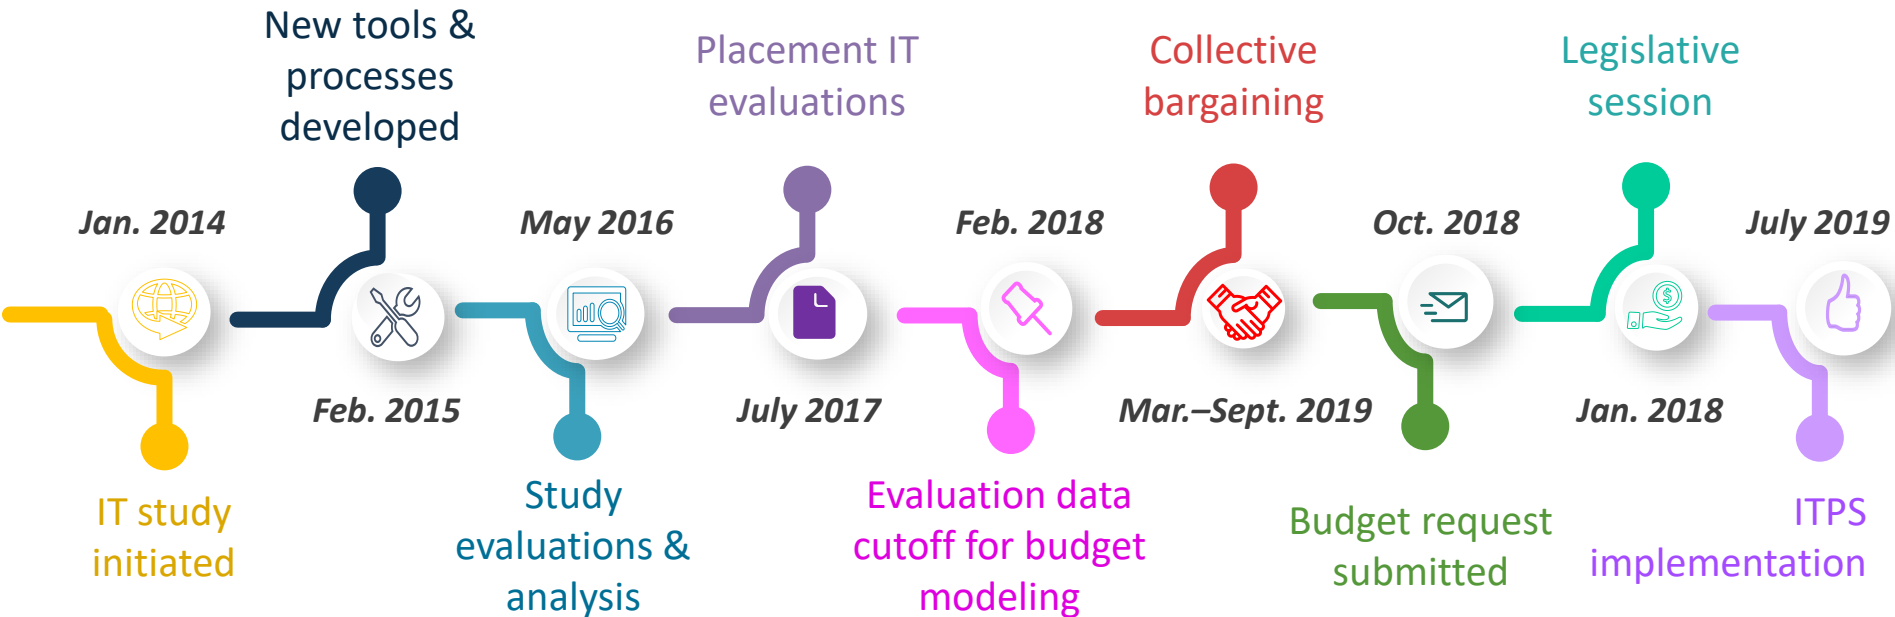 Jan. 2014
IT study
initiated
New tools &
processes
developed
Feb. 2015
May 2016
Study
evaluations &
analysis
Placement IT
evaluations
July 2017
Feb. 2018
Evaluation data
cutoff for budget
modeling
Collective
bargaining
Mar.–Sept. 2019
Oct. 2018
Budget request
submitted
Legislative
session
Jan. 2018
July 2019
ITPS
implementation